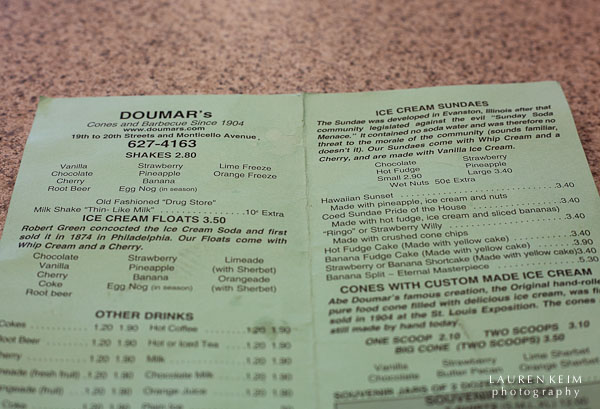 DOUMAR's
Cones and Barbecue Since 1904
www.doumars.com
19th to 20th Streets and Monticello Avenue
627-4163
SHAKES 2.80
Vanilla Strawberry Lime Freeze
Chocolate Pineapple Orange Freeze
Cherry Banana
Root Beer Egg Nog (in season)
Old Fashioned "Drug Store"
Milk Shake "Thin- Like Milk" 10¢ Extra
ICE CREAM FLOATS 3.50
Robert Green concocted the Ice Cream Soda and first
sold it in 1874 in Philadelphia. Our Floats come with
Whip Cream and a Cherry.
Chocolate Strawberry Limeade
Vanilla Pineapple (with Sherbet)
Cherry Banana Orangeade
Coke Egg Nog (in season) (with Sherbet)
Root beer
OTHER DRINKS
Cokes 1.20 1.90 Hot Coffee 1.20 1.90
Root Beer 1.20 1.90 Hot or Iced Tea 1.20 1.90
Cherry 1.20 1.90 Milk 1.20 1.90
(fresh fruit) 1.20 1.90 Chocolate Milk 1.20 1.90
(fruit) 1.20 1.90 Orange Juice 1.20 1.90
ICE CREAM SUNDAES
The Sundae was developed in Evanston, Illinois after that
community legislated against the evil "Sunday Soda
Menace." It contained no soda water and was therefore no
threat to the morale of the community (sounds familar,
doesn't it). Our Sundaes come with Whip Cream and a
Cherry, and are made with Vanilla Ice Cream.
Chocolate Strawberry
Hot Fudge Pineapple
Small 2.90 Large 3.40
Wet Nuts 50¢ Extra
Hawaiian Sunset 3.40
Made with pineapple, ice cream and nuts
Coed Sundae Pride of the House 3.40
Made with hot fudge, ice cream and sliced bananas)
"Ringo" or Strawberry Willy 3.40
Made with crushed cone chips
Hot Fudge Cake (Made with yellow cake) 3.40
Banana Fudge Cake (Made with yellow cake) 3.90
Strawberry or Banana Shortcake (Made with yellow cake) 3.40
Banana Split – Eternal Masterpiece 5.30
CONES WITH CUSTOM MADE ICE CREAM
Abe Doumar's famous creation, the Original hand-rolled
pure food cone filled with delicious ice cream, was first
sold in 1904 at the St. Louis Exposition. The cones
still made by hand today.
ONE SCOOP 2.10 TWO SCOOPS 3.10
BIG CONE (TWO SCOOPS) 3.50
Vanilla Strawberry Lime Sherbet
Chocolate Butter Pecan Orange Sherbet
LAUREN KEIM
photography